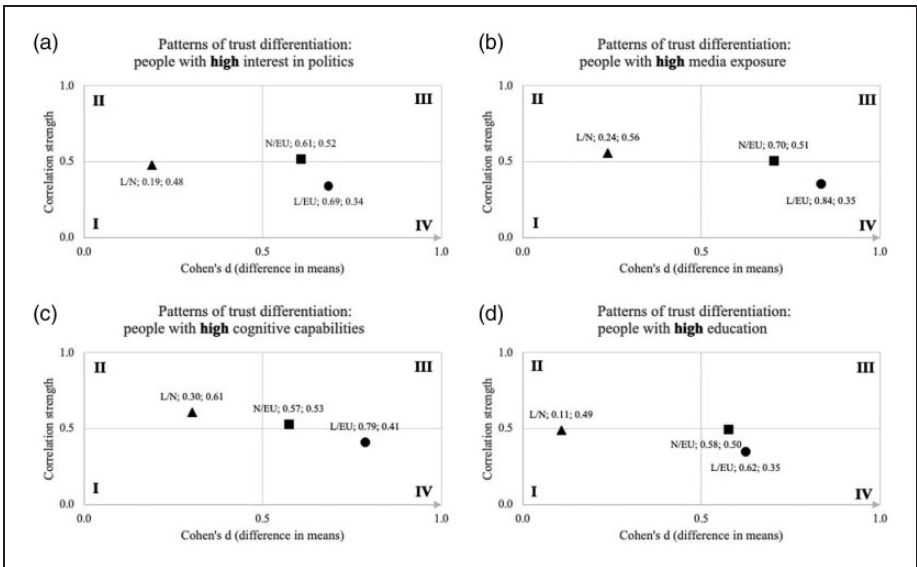 (a)
Patterns of trust differentiation:
people with high interest in politics
1.0
II
III
N/EU; 0.61; 0.52
Correlation strength
0.5
L/N; 0.19; 0.48
L/EU; 0.69; 0.34
I
IV
0.0
0.0
0.5
1.0
Cohen's d (difference in means)
(b)
Patterns of trust differentiation:
people with high media exposure
1.0
II
III
L/N; 0.24; 0.56
N/EU; 0.70; 0.51
Correlation strength
0.5
L/EU; 0.84; 0.35
I
IV
0.0
0.0
0.5
1.0
Cohen's d (difference in means)
(c)
Patterns of trust differentiation:
people with high cognitive capabilities
1.0
II
III
L/N; 0.30; 0.61
N/EU; 0.57; 0.53
Correlation strength
0.5
L/EU; 0.79; 0.41
I
IV
0.0
0.0
0.5
1.0
Cohen's d (difference in means)
(d)
Patterns of trust differentiation:
people with high education
1.0
II
III
L/N; 0.11; 0.49
Correlation strength
0.5
N/EU; 0.58; 0.50
L/EU; 0.62; 0.35
I
IV
0.0
0.0
0.5
1.0
Cohen's d (difference in means)